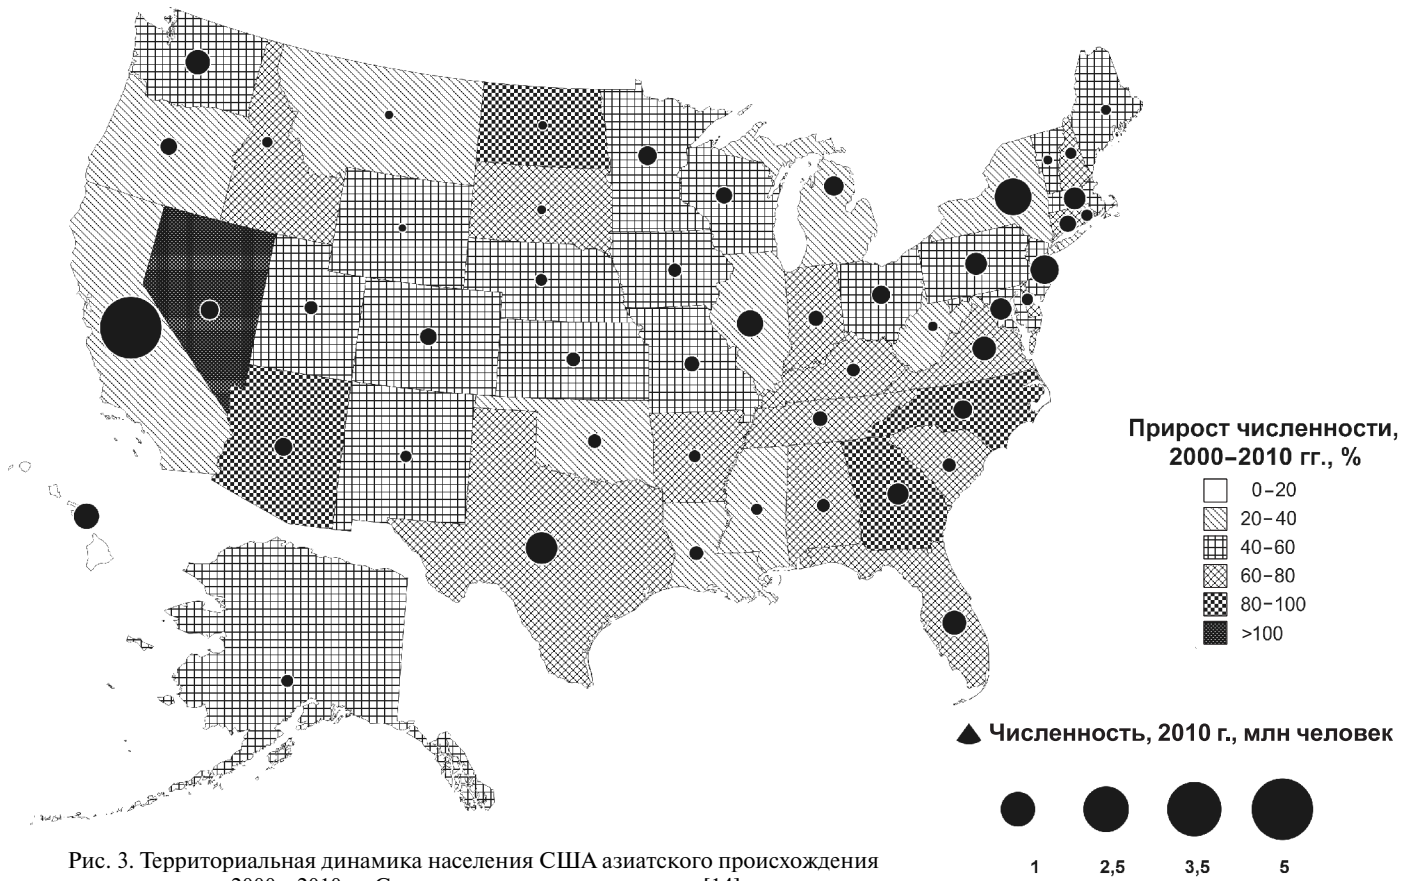 Прирост численности,
2000–2010 гг., %
0–20
20–40
40–60
60–80
80–100
>100
Численность, 2010 г., млн человек
1 2,5 3,5 5
Рис. 3. Территориальная динамика населения США азиатского происхождения
[14]